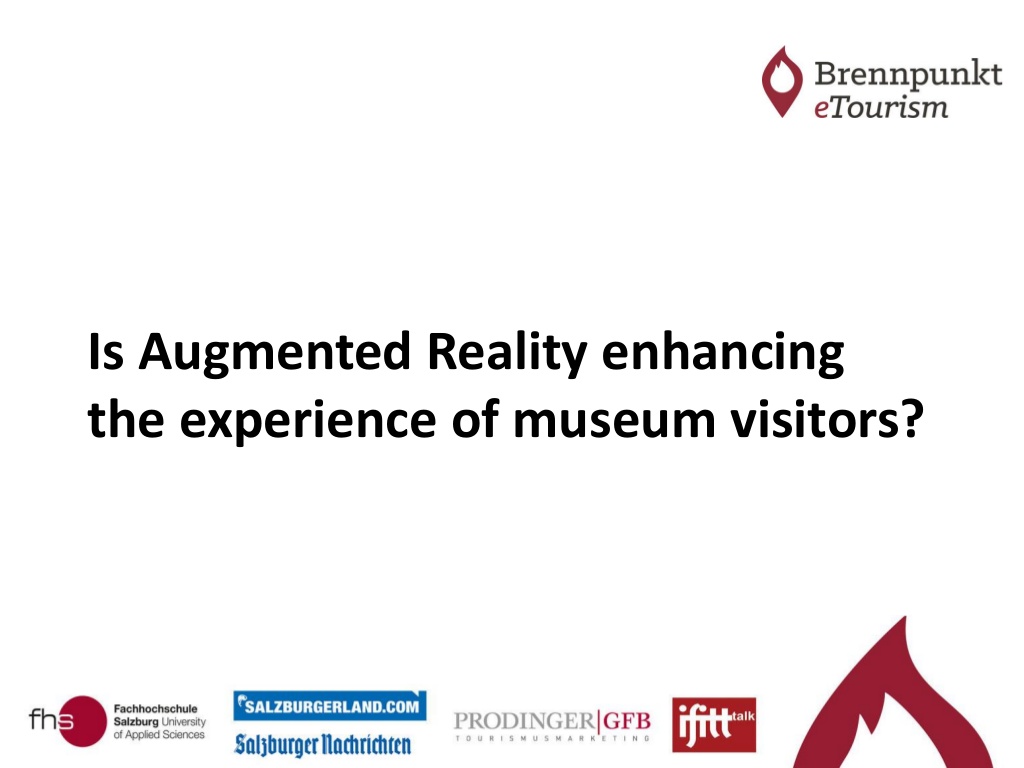 Brennpunkt
eTourism
Is Augmented Reality enhancing
the experience of museum visitors?
fhs
Fachhochschule
Salzburg University
of Applied Sciences
SALZBURGERLAND.COM
Salzburger Nachrichten
PRODINGER|GFB
TOURISMUSMARKETING
ifitt talk